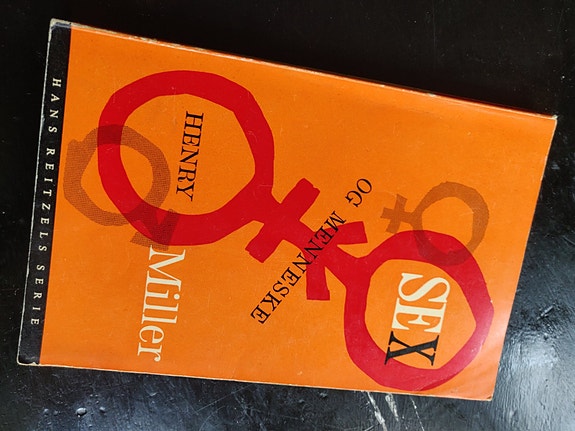 SEX
OG MENNESKE
HENRY
Miller
HANS REITZELS SERIE